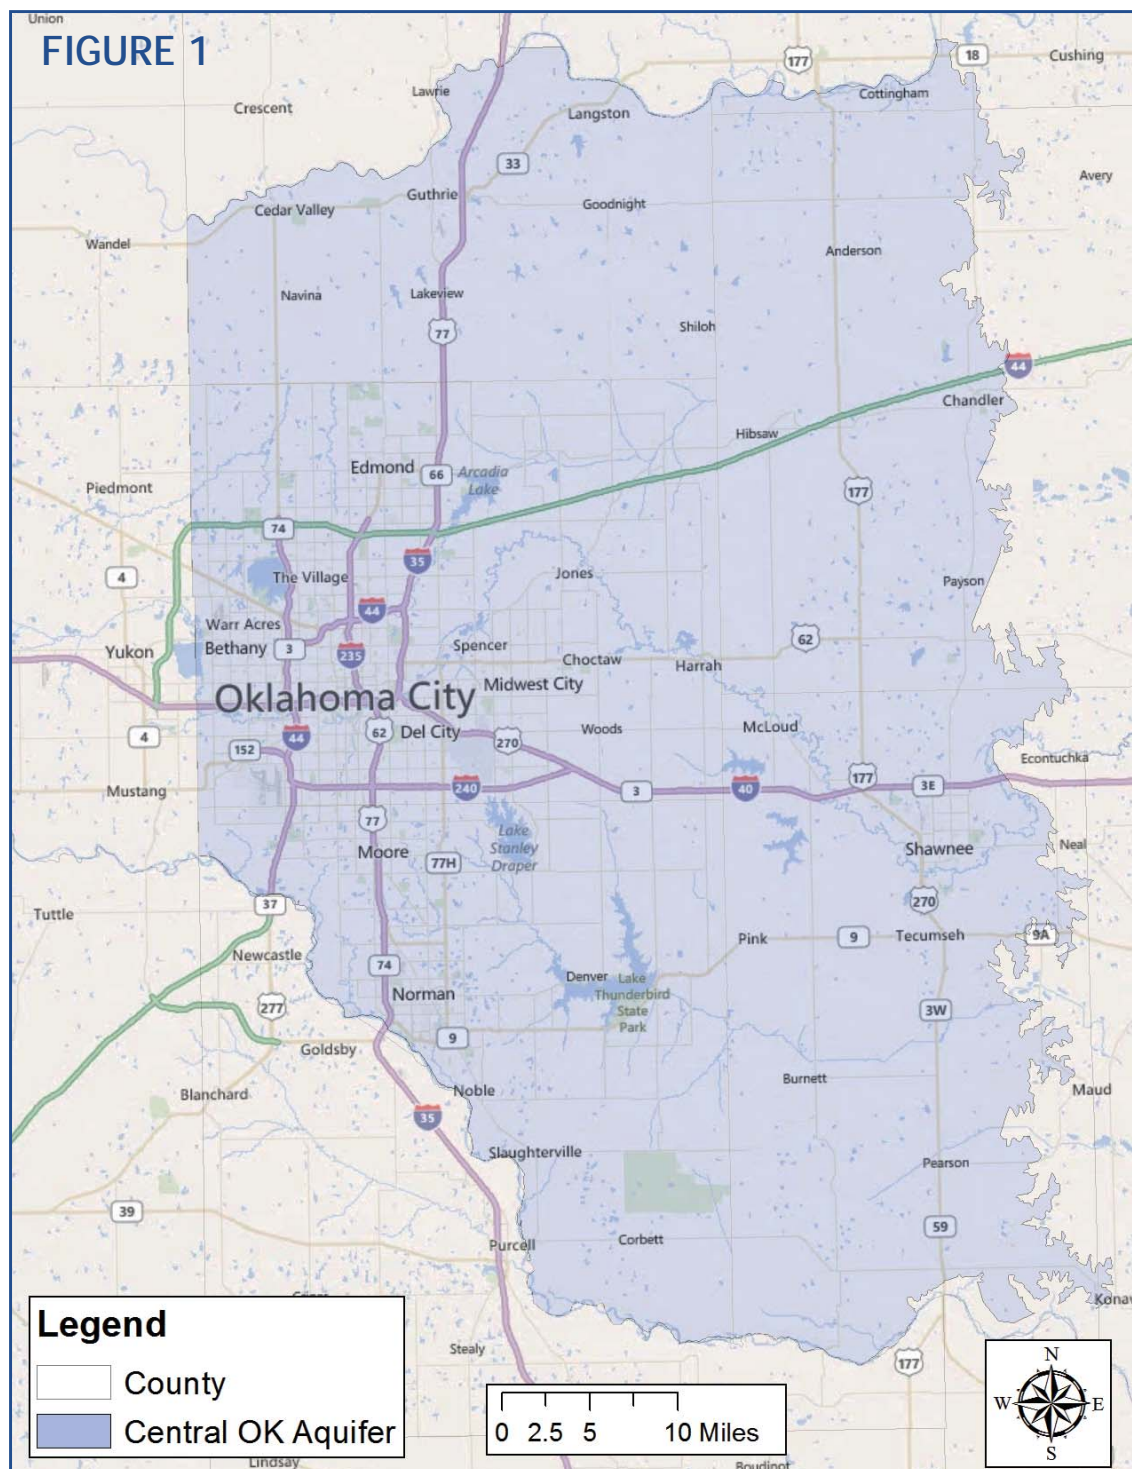 Union
FIGURE 1
177
18
Cushing
Lawrie
Cottingham
Crescent
Langston
33
Avery
Guthrie
Goodnight
Cedar Valley
Wandel
Anderson
Navina
Lakeview
77
Shiloh
44
Chandler
Hibsaw
Edmond
66
Arcadia
Lake
Piedmont
177
74
35
4
The Village
Jones
Payson
44
Warr Acres
Yukon
Bethany
3
235
Spencer
62
Choctaw
Harrah
Oklahoma City
Midwest City
4
44
62
Del City
270
Woods
McLoud
152
Econtuchka
177
3E
Mustang
240
3
40
77
Lake
Stanley
Draper
Moore
77H
Shawnee
Neal
37
270
Tuttle
Pink
9
Tecumseh
9A
Newcastle
74
Denver
Lake
Thunderbird
State
Park
Norman
277
3W
9
Goldsby
Burnett
Blanchard
Noble
Maud
35
Slaughterville
Pearson
39
59
Corbett
Purcell
Legend
County
Central OK Aquifer
Konaw
Stealy
177
0 2.5 5 10 Miles
N
W E
S
Lindsay
Boudinot